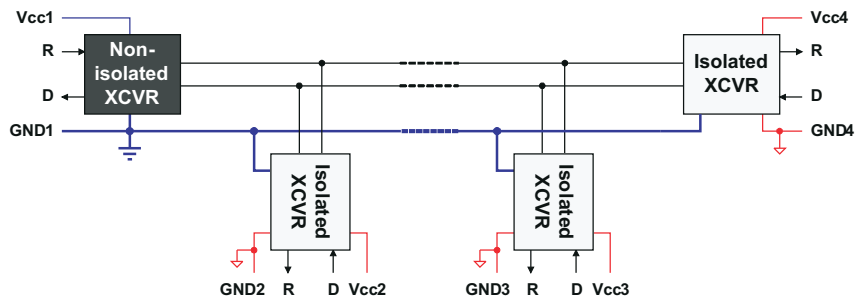 Vcc1
R
D
GND1
Non-
isolated
XCVR
Isolated
XCVR
Vcc4
R
D
GND4
Isolated
XCVR
GND2
R
D
Vcc2
Isolated
XCVR
GND3
R
D
Vcc3